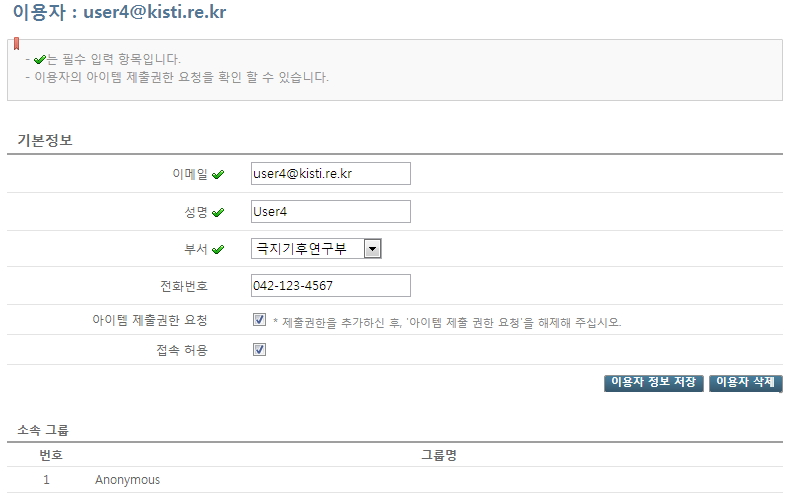 이용자 : user4@kisti.re.kr
- 는 필수 입력 항목입니다.
- 이용자의 아이템 제출권한 요청을 확인 할 수 있습니다.
기본정보
이메일 user4@kisti.re.kr
성명 User4
부서 극지기후연구부
전화번호 042-123-4567
아이템 제출권한 요청 * 제출권한을 추가하신 후, '아이템 제출 권한 요청'을 해제해 주십시오.
접속 허용
이용자 정보 저장 이용자 삭제
소속 그룹
번호 그룹명
1 Anonymous